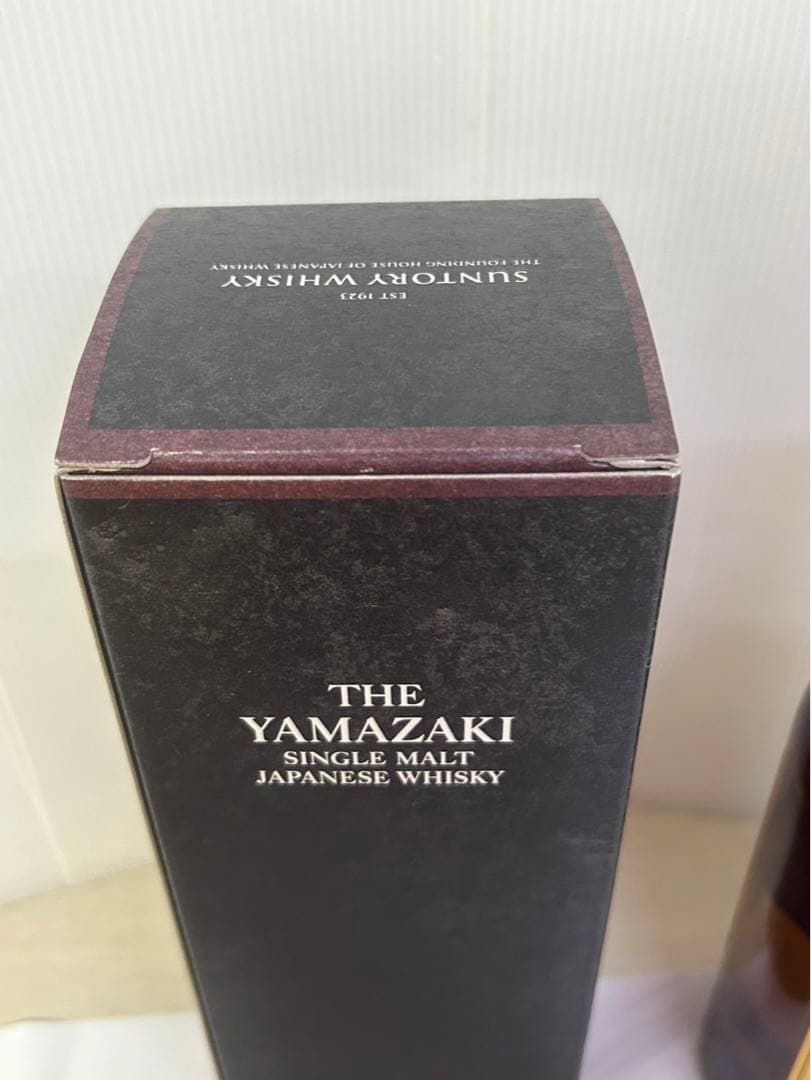 EST 1923
SUNTORY WHISKY
THE FOUNDING HOUSE OF JAPANESE WHISKY
THE
YAMAZAKI
SINGLE MALT
JAPANESE WHISKY